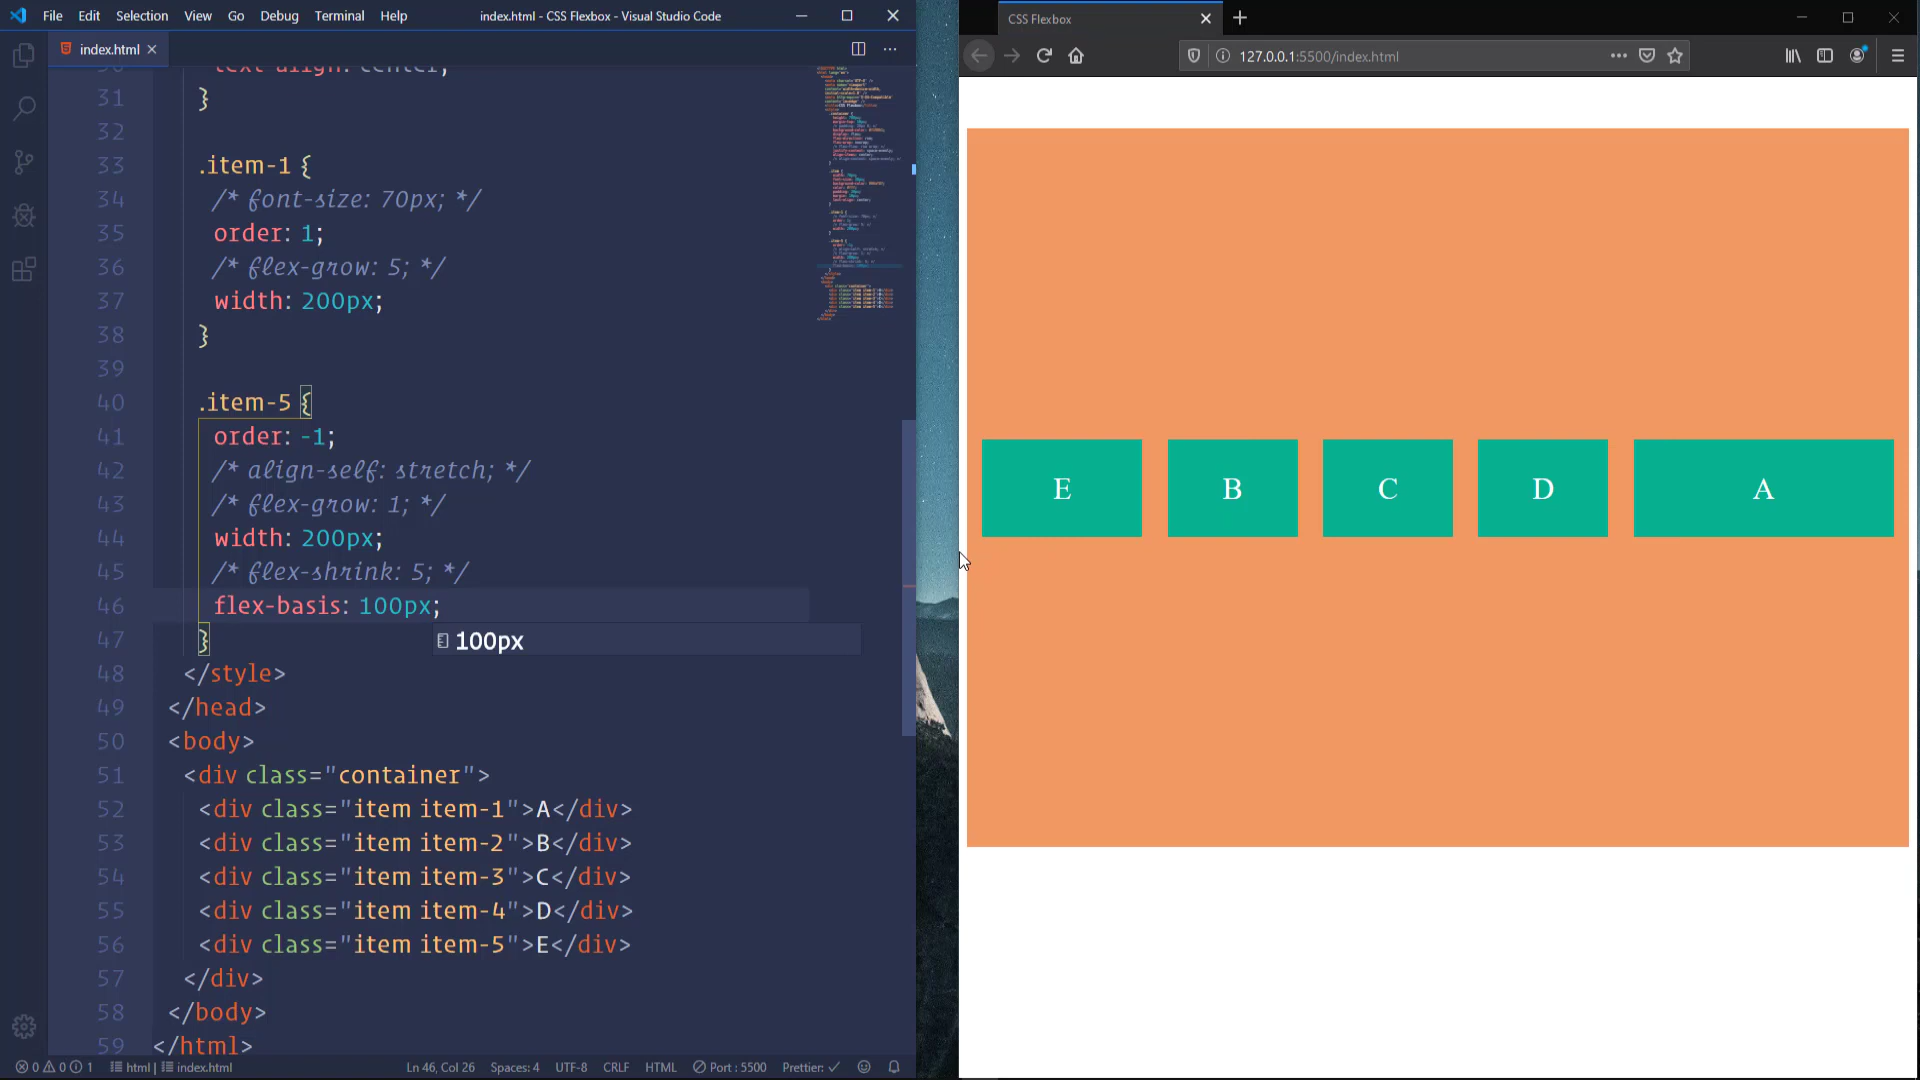 File Edit Selection View Go Debug Terminal Help
index.html - CSS Flexbox - Visual Studio Code
index.html
text-align: center;
31 }
32
33 .item-1 {
34 /* font-size: 70px; */
35 order: 1;
36 /* flex-grow: 5; */
37 width: 200px;
38 }
39
40 .item-5 {
41 order: -1;
42 /* align-self: stretch; */
43 /* flex-grow: 1; */
44 width: 200px;
45 /* flex-shrink: 5; */
46 flex-basis: 100px;
100px
47 }
48 </style>
49 </head>
50 <body>
51 <div class="container">
52 <div class="item item-1">A</div>
53 <div class="item item-2">B</div>
54 <div class="item item-3">C</div>
55 <div class="item item-4">D</div>
56 <div class="item item-5">E</div>
57 </div>
58 </body>
59 </html>
0 0 1 html | index.html Ln 46, Col 26 Spaces: 4 UTF-8 CRLF HTML Port : 5500 Prettier: ✓
CSS Flexbox
127.0.0.1:5500/index.html
E B C D A